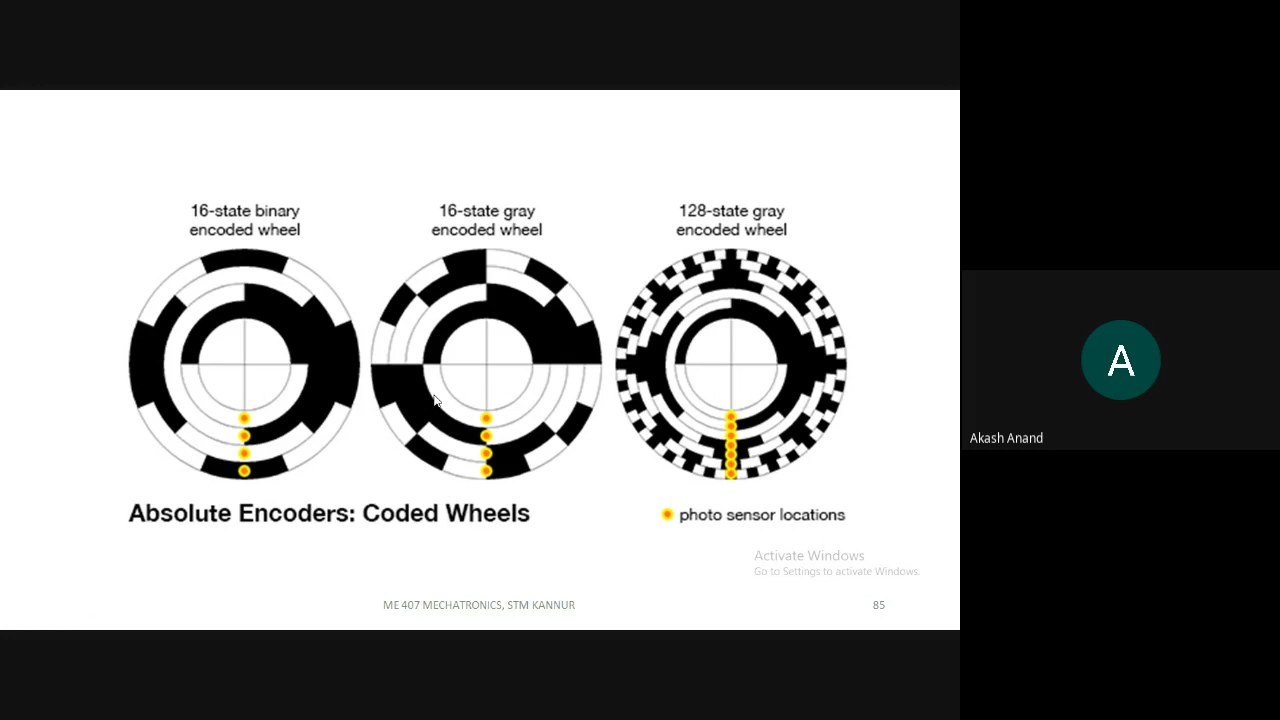 16-state binary
encoded wheel
16-state gray
encoded wheel
128-state gray
encoded wheel
Absolute Encoders: Coded Wheels
photo sensor locations
Activate Windows
Go to Settings to activate Windows.
ME 407 MECHATRONICS, STM KANNUR
85
A
Akash Anand